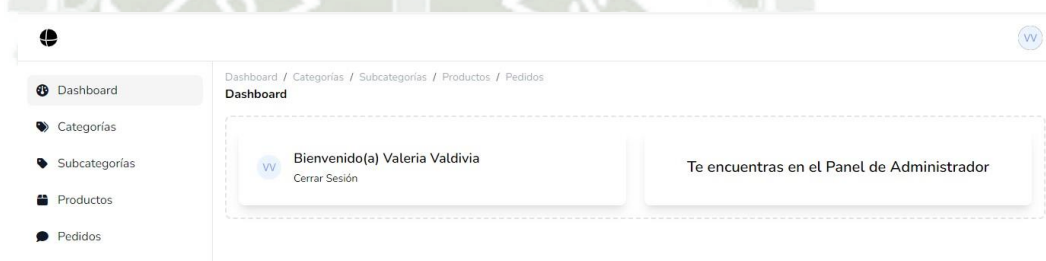 VV
Dashboard
Categorías
Subcategorías
Productos
Pedidos
Dashboard / Categorías / Subcategorías / Productos / Pedidos
Dashboard
VV
Bienvenido(a) Valeria Valdivia
Cerrar Sesión
Te encuentras en el Panel de Administrador